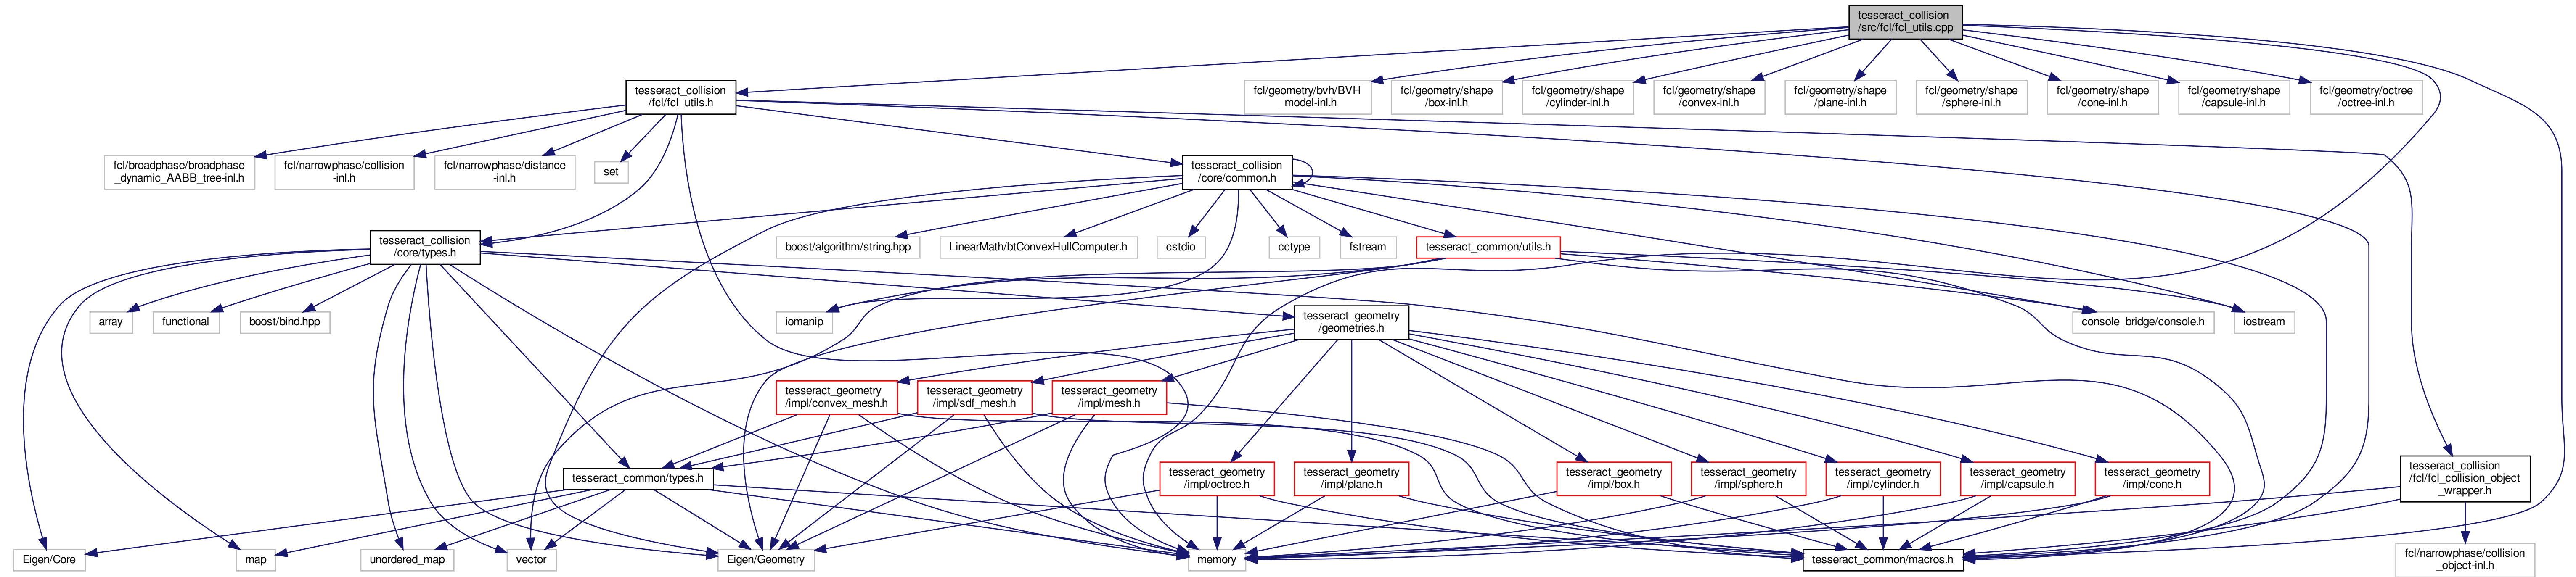 tesseract_collision
/src/fcl/fcl_utils.cpp
tesseract_collision
/fcl/fcl_utils.h
fcl/geometry/bvh/BVH
_model-inl.h
fcl/geometry/shape
/box-inl.h
fcl/geometry/shape
/cylinder-inl.h
fcl/geometry/shape
/convex-inl.h
fcl/geometry/shape
/plane-inl.h
fcl/geometry/shape
/sphere-inl.h
fcl/geometry/shape
/cone-inl.h
fcl/geometry/shape
/capsule-inl.h
fcl/geometry/octree
/octree-inl.h
fcl/broadphase/broadphase
_dynamic_AABB_tree-inl.h
fcl/narrowphase/collision
-inl.h
fcl/narrowphase/distance
-inl.h
set
tesseract_collision
/core/common.h
tesseract_collision
/core/types.h
boost/algorithm/string.hpp
LinearMath/btConvexHullComputer.h
cstdio
cctype
fstream
tesseract_common/utils.h
array
functional
boost/bind.hpp
iomanip
tesseract_geometry
/geometries.h
console_bridge/console.h
iostream
tesseract_geometry
/impl/convex_mesh.h
tesseract_geometry
/impl/sdf_mesh.h
tesseract_geometry
/impl/mesh.h
tesseract_common/types.h
tesseract_geometry
/impl/octree.h
tesseract_geometry
/impl/plane.h
tesseract_geometry
/impl/box.h
tesseract_geometry
/impl/sphere.h
tesseract_geometry
/impl/cylinder.h
tesseract_geometry
/impl/capsule.h
tesseract_geometry
/impl/cone.h
tesseract_collision
/fcl/fcl_collision_object
_wrapper.h
Eigen/Core
map
unordered_map
vector
Eigen/Geometry
memory
tesseract_common/macros.h
fcl/narrowphase/collision
_object-inl.h